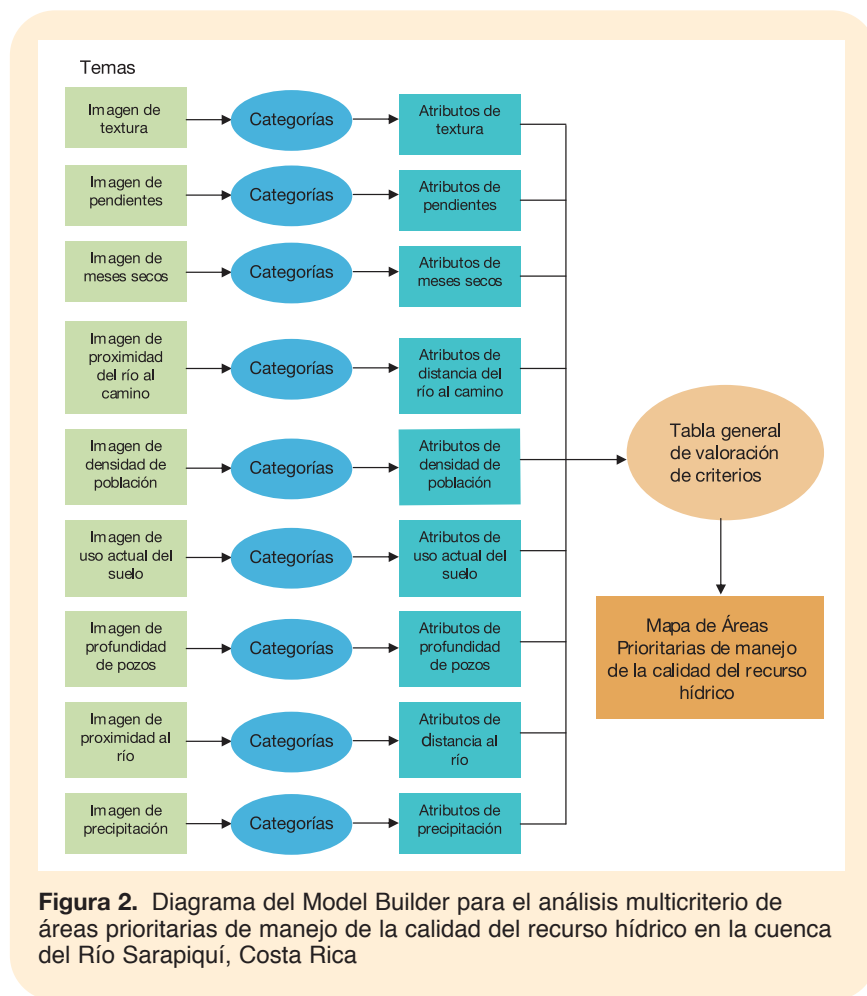 Temas
Imagen de
textura
Categorías
Atributos de
textura
Imagen de
pendientes
Categorías
Atributos de
pendientes
Imagen de
meses secos
Categorías
Atributos de
meses secos
Imagen de
proximidad
del río al
camino
Categorías
Atributos de
distancia del
río al camino
Imagen de
densidad de
población
Categorías
Atributos de
densidad de
población
Imagen de
uso actual del
suelo
Categorías
Atributos de
uso actual del
suelo
Imagen de
profundidad
de pozos
Categorías
Atributos de
profundidad
de pozos
Imagen de
proximidad al
río
Categorías
Atributos de
distancia al
río
Imagen de
precipitación
Categorías
Atributos de
precipitación
Tabla general
de valoración
de criterios
Mapa de Áreas
Prioritarias de manejo
de la calidad del recurso
hídrico
Figura 2. Diagrama del Model Builder para el análisis multicriterio de
áreas prioritarias de manejo de la calidad del recurso hídrico en la cuenca
del Río Sarapiquí, Costa Rica